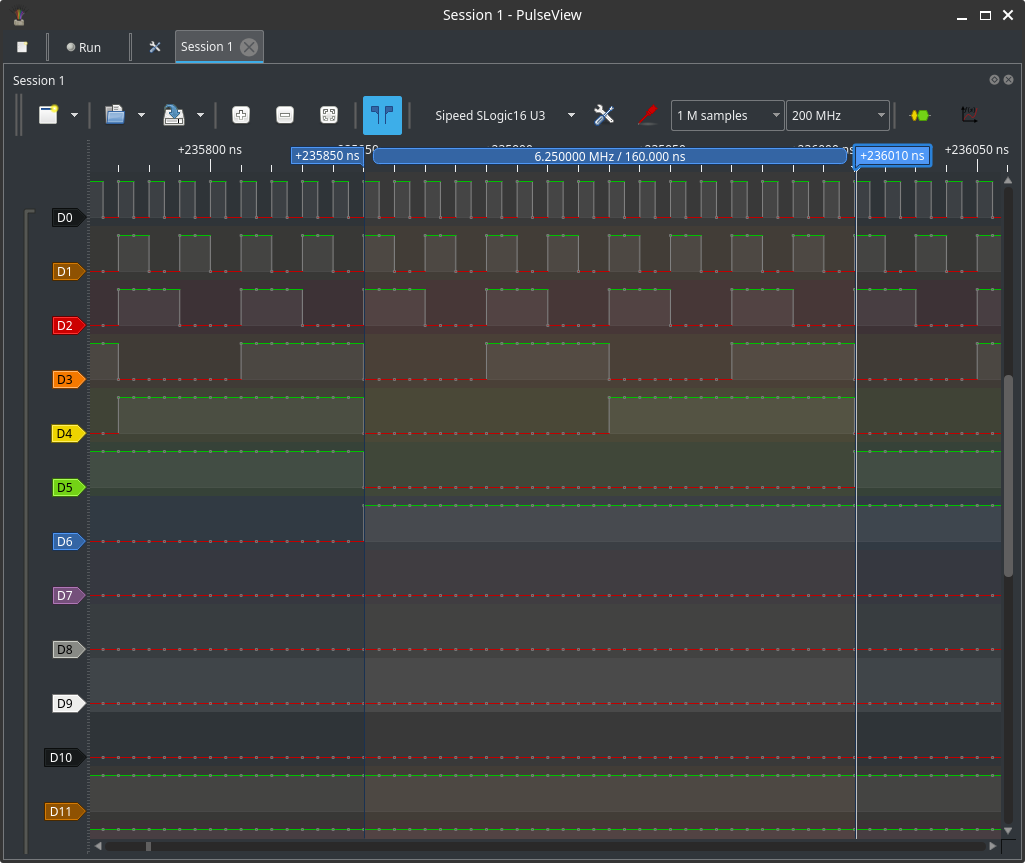 Session 1 - PulseView
Run
Session 1
Session 1
Sipeed SLogic16 U3
1 M samples
200 MHz
+235800 ns
+235850 ns
6.250000 MHz / 160.000 ns
+236010 ns
+236050 ns
D0
D1
D2
D3
D4
D5
D6
D7
D8
D9
D10
D11